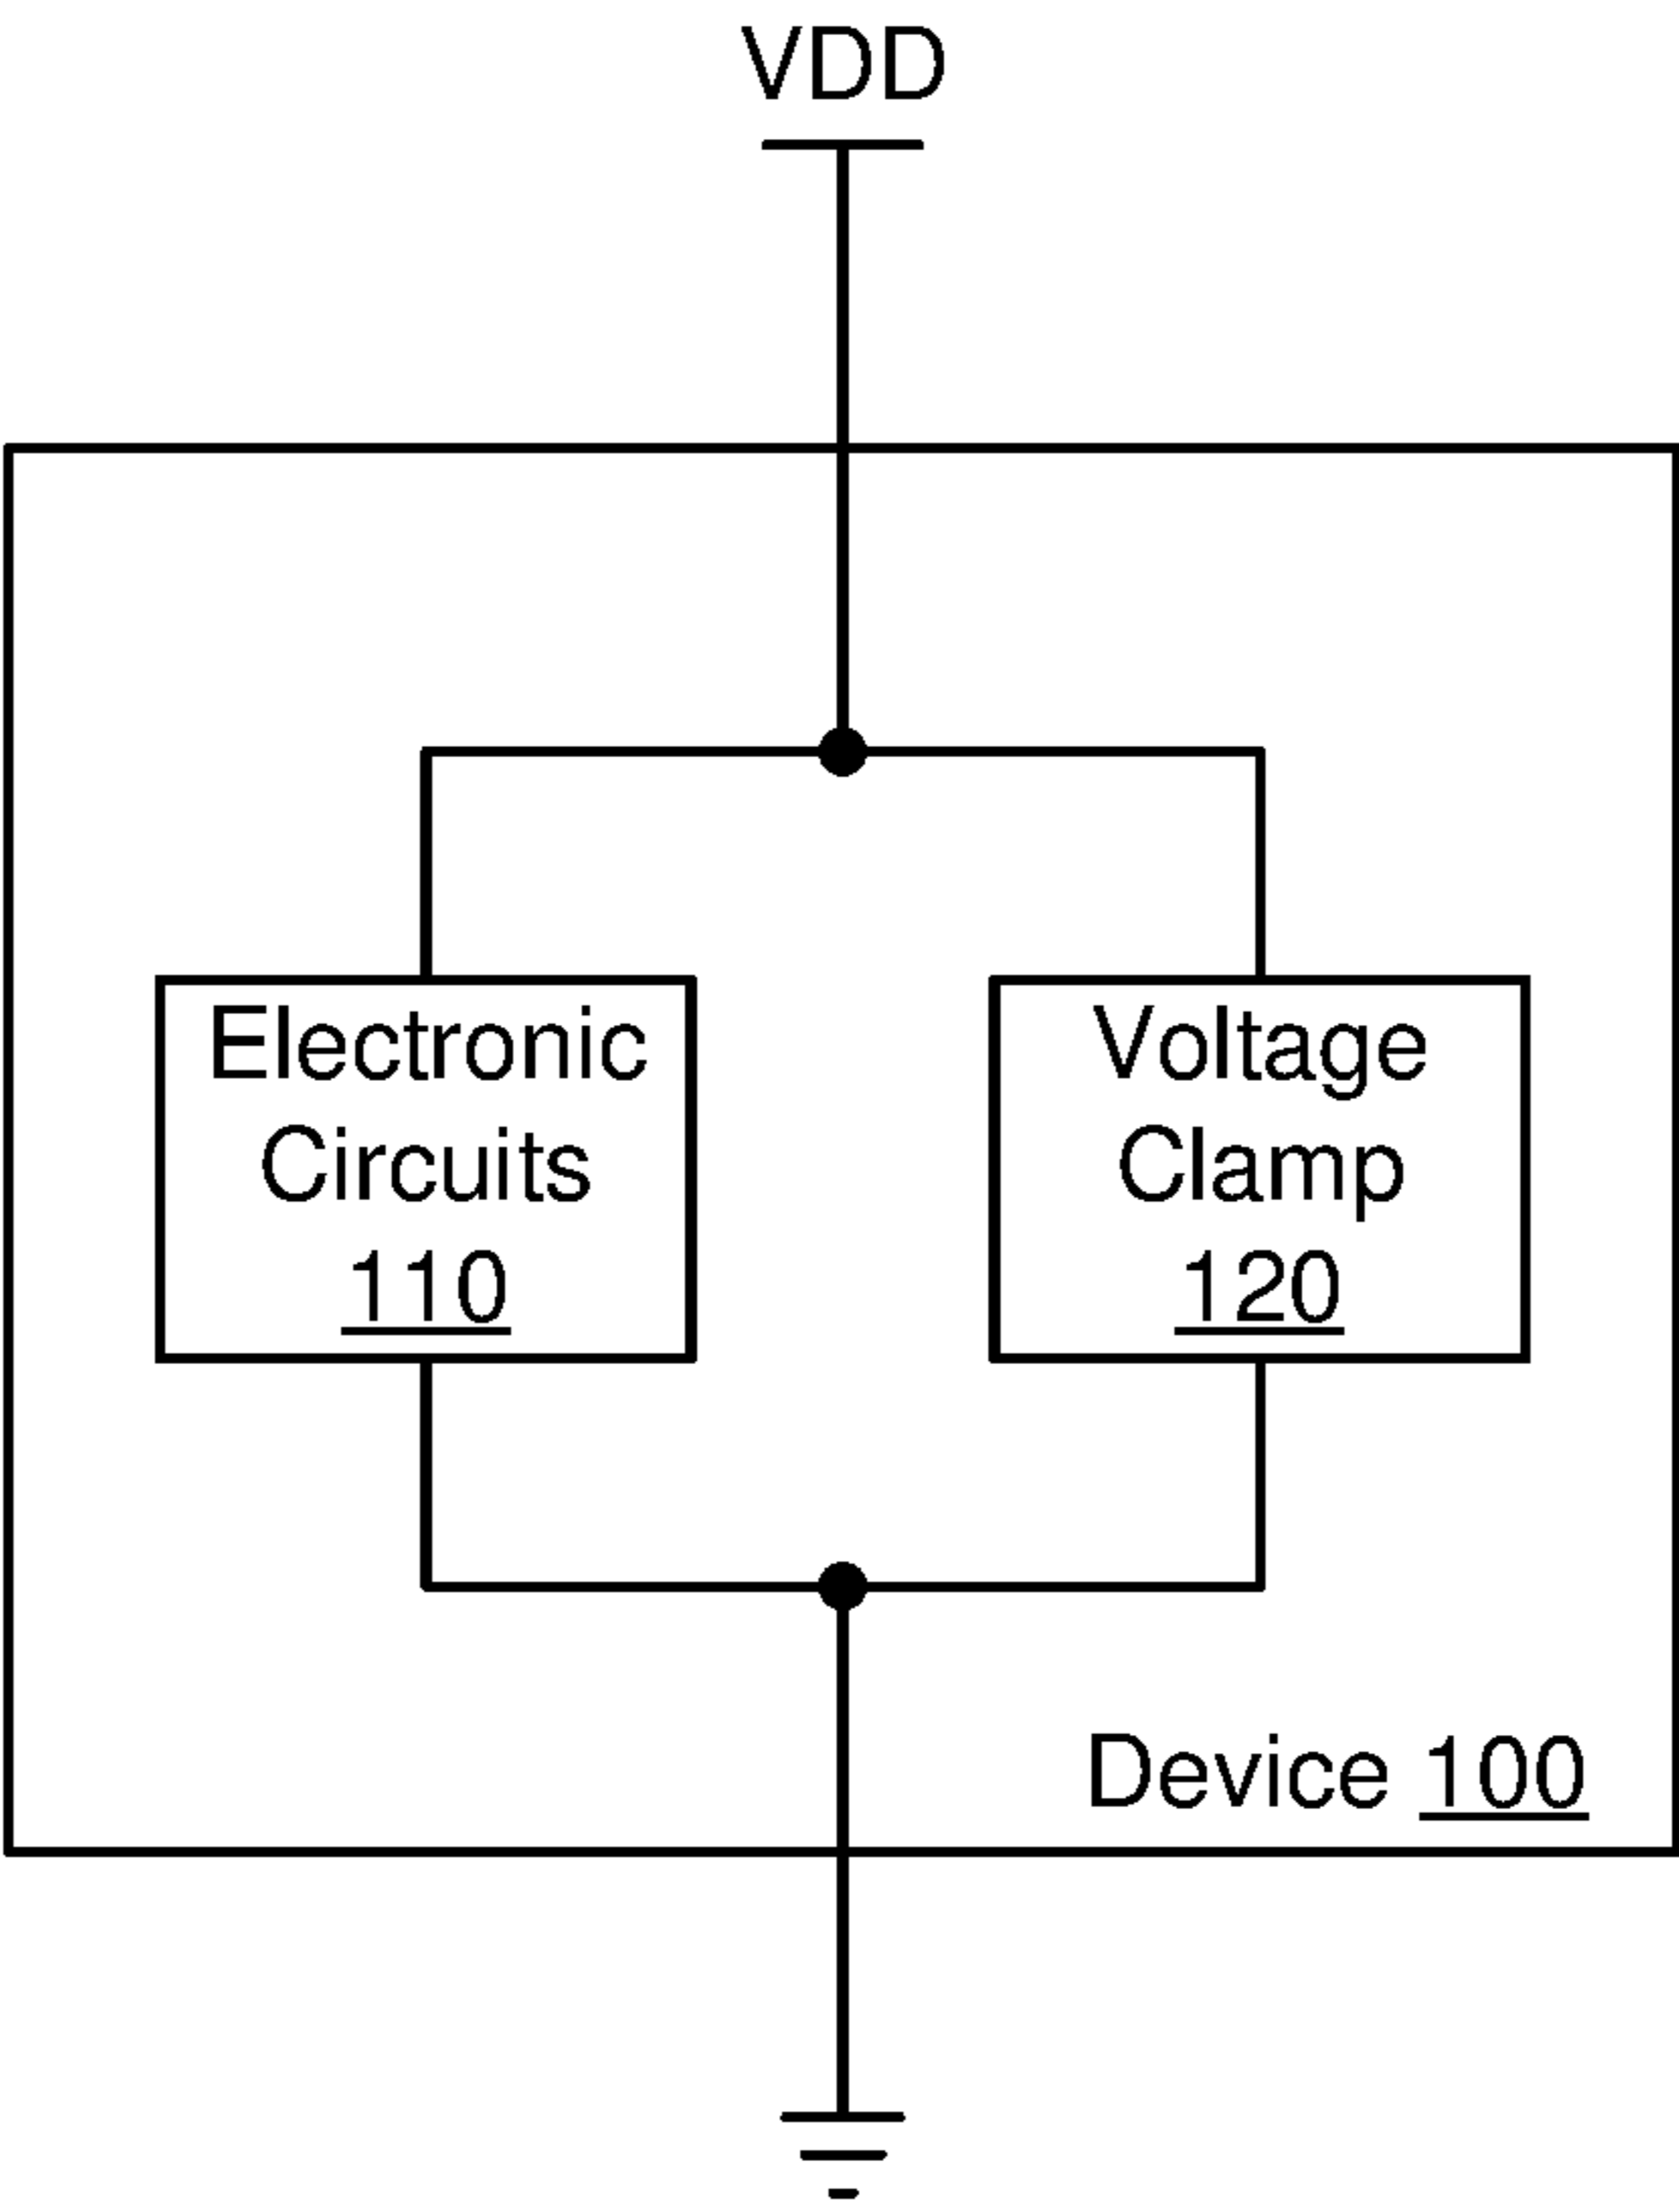 VDD
Electronic
Circuits
110
Voltage
Clamp
120
Device 100